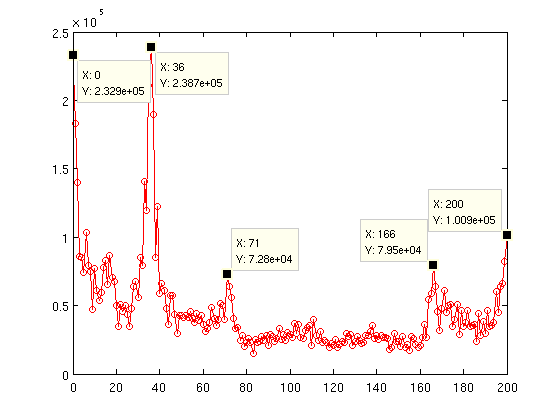 × 10^5
2.5
2
1.5
1
0.5
0
X: 0
Y: 2.329e+05
X: 36
Y: 2.387e+05
X: 71
Y: 7.28e+04
X: 166
Y: 7.95e+04
X: 200
Y: 1.009e+05
0 20 40 60 80 100 120 140 160 180 200